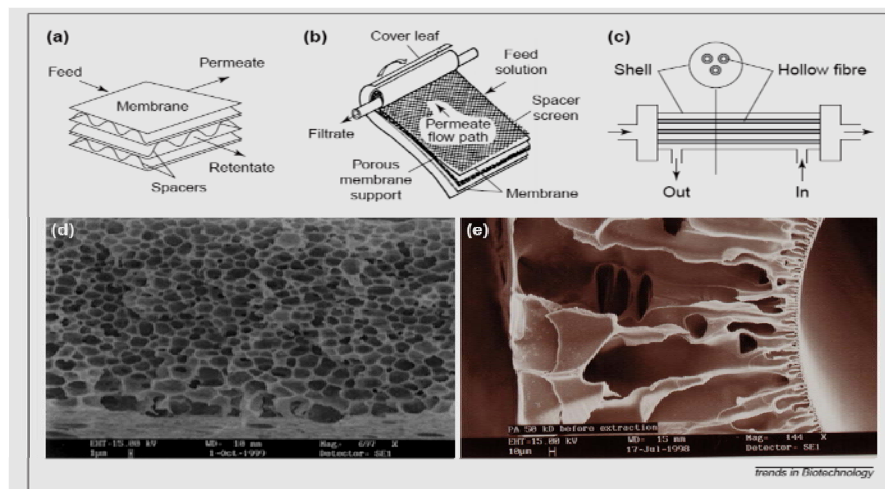 (a)
Feed
Permeate
Membrane
Retentate
Spacers
(b)
Cover leaf
Feed
solution
Spacer
screen
Filtrate
Permeate
flow path
Porous
membrane
support
Membrane
(c)
Shell
Hollow fibre
Out
In
(d)
EHT=15.00 kV WD= 10 mm Mag= 677 X
1µm 1-Oct-1999 Detector= SE1
(e)
PA 50 kD before extraction
EHT=15.00 kV WD= 15 mm Mag= 144 X
10µm 17-Jul-1998 Detector= SE1
trends in Biotechnology